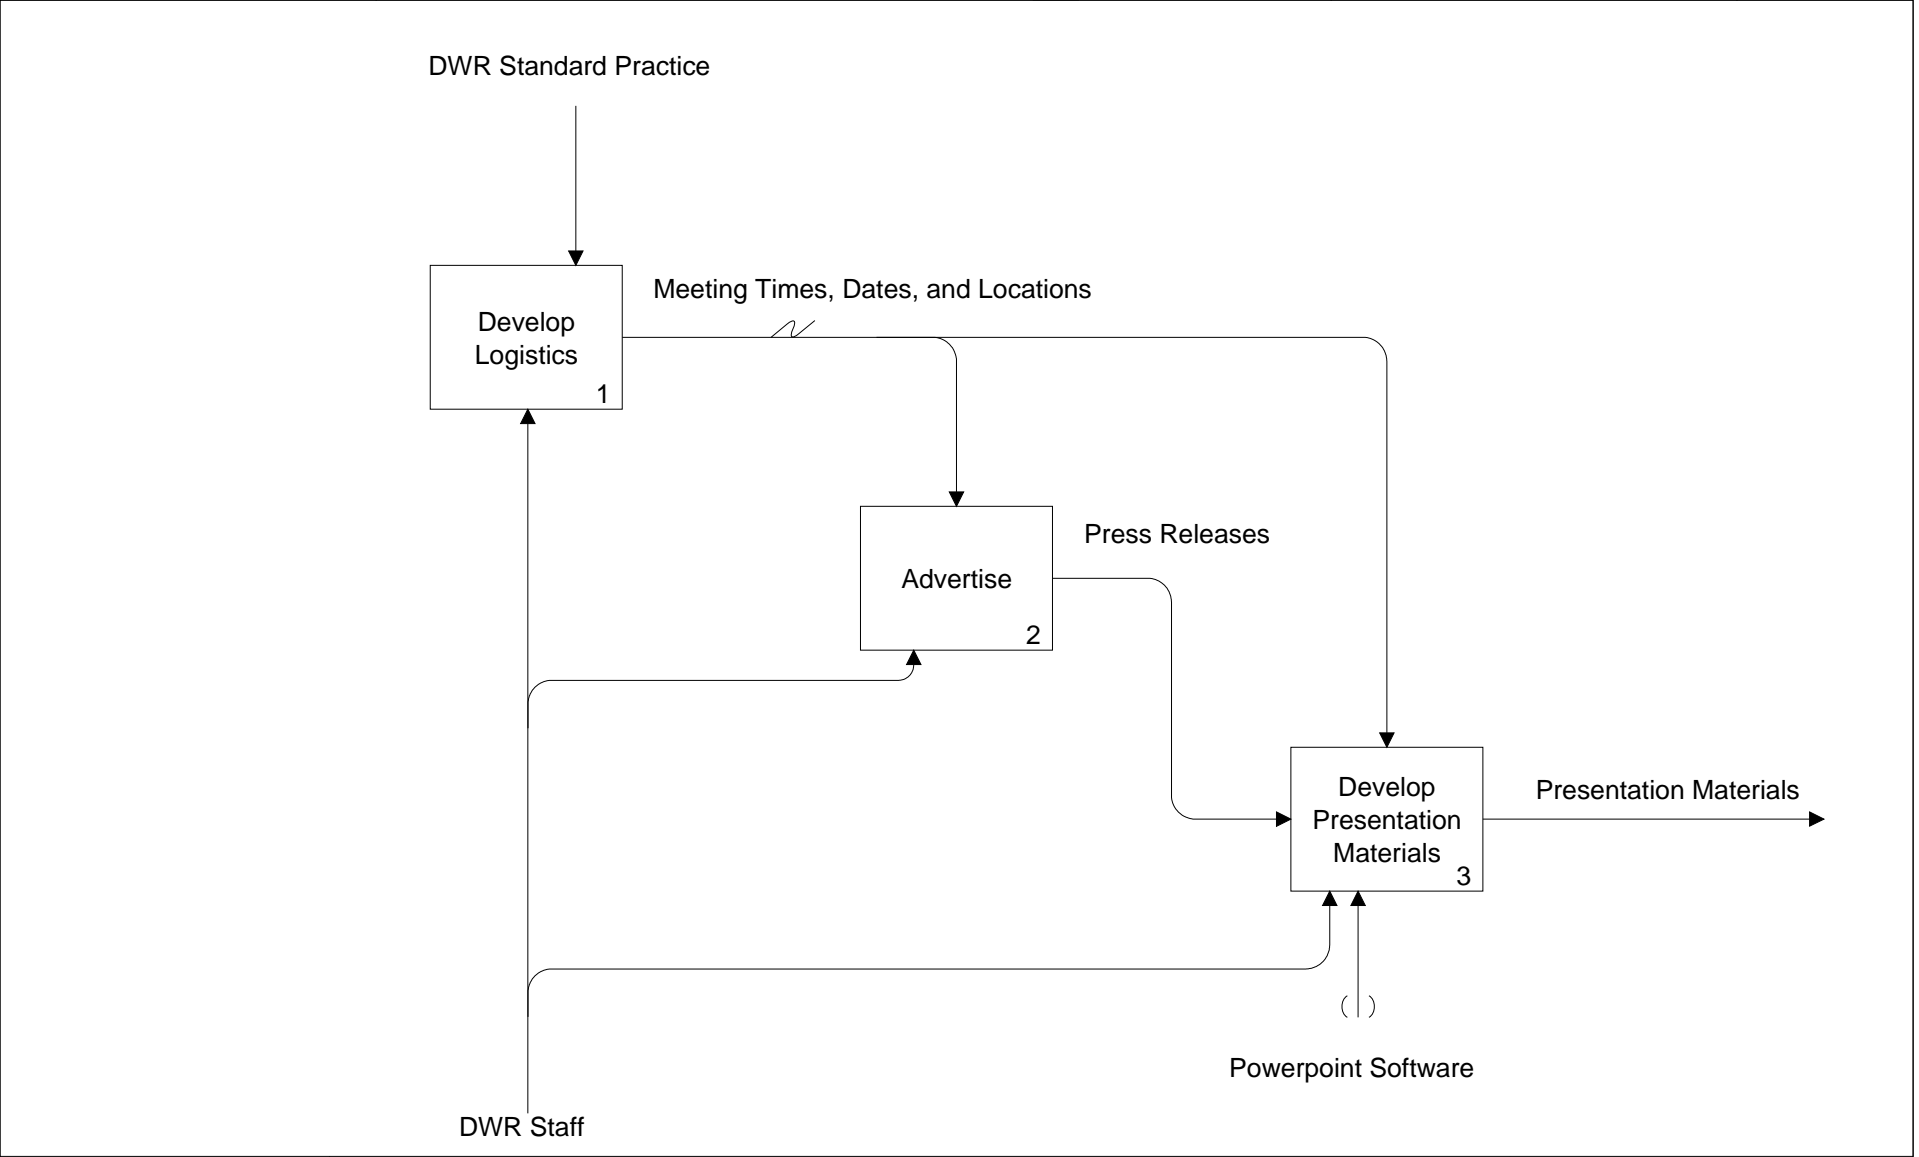 DWR Standard Practice
Meeting Times, Dates, and Locations
Develop
Logistics
1
Press Releases
Advertise
2
Develop
Presentation
Materials
3
Presentation Materials
Powerpoint Software
DWR Staff